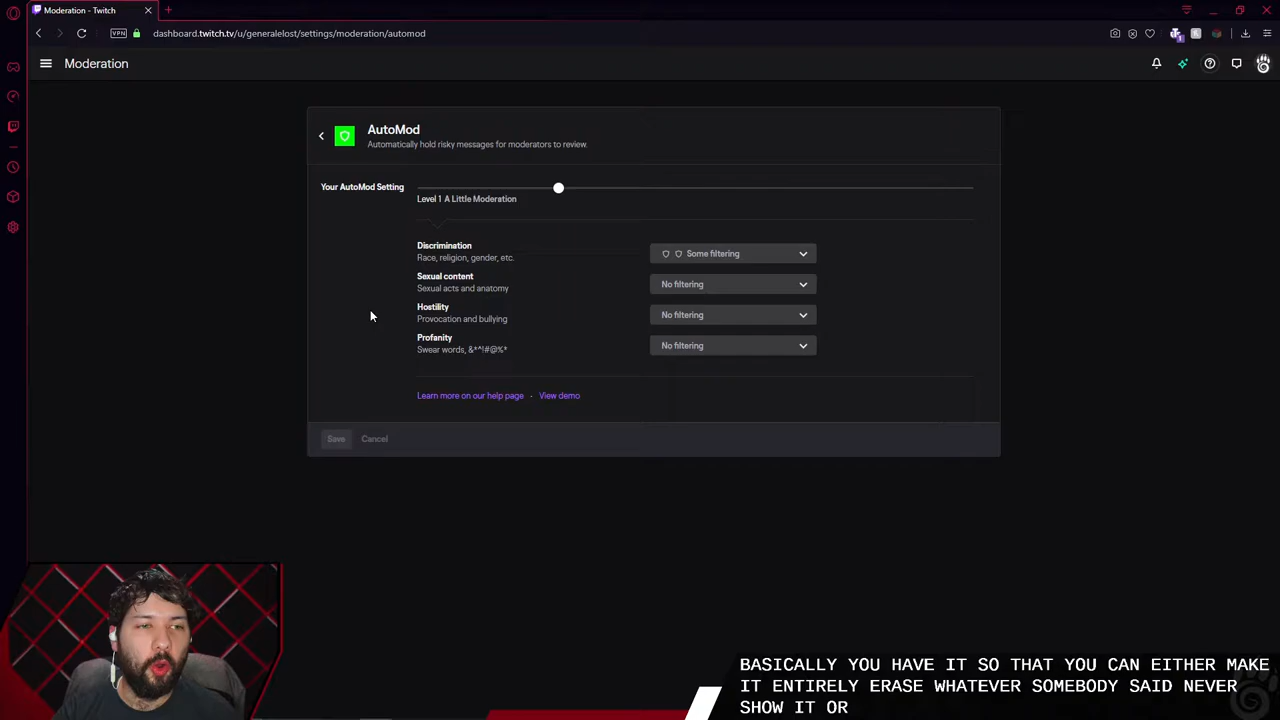 Moderation - Twitch
VPN
dashboard.twitch.tv/u/generalelost/settings/moderation/automod
1
Moderation
AutoMod
Automatically hold risky messages for moderators to review.
Your AutoMod Setting
Level 1 A Little Moderation
Discrimination
Race, religion, gender, etc.
Some filtering
Sexual content
Sexual acts and anatomy
No filtering
Hostility
Provocation and bullying
No filtering
Profanity
Swear words, &*^!#@%*
No filtering
Learn more on our help page · View demo
Save Cancel
BASICALLY YOU HAVE IT SO THAT YOU CAN EITHER MAKE
IT ENTIRELY ERASE WHATEVER SOMEBODY SAID NEVER
SHOW IT OR